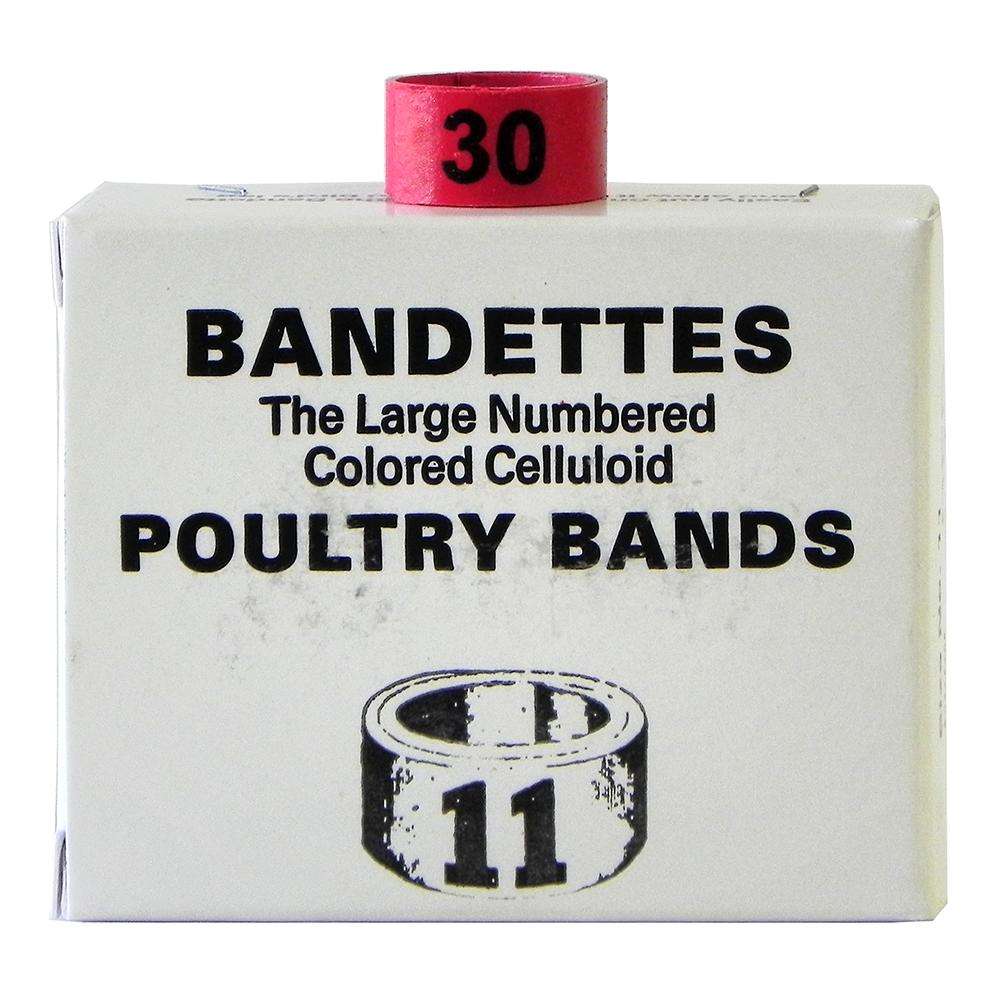 30
BANDETTES
The Large Numbered
Colored Celluloid
POULTRY BANDS
11